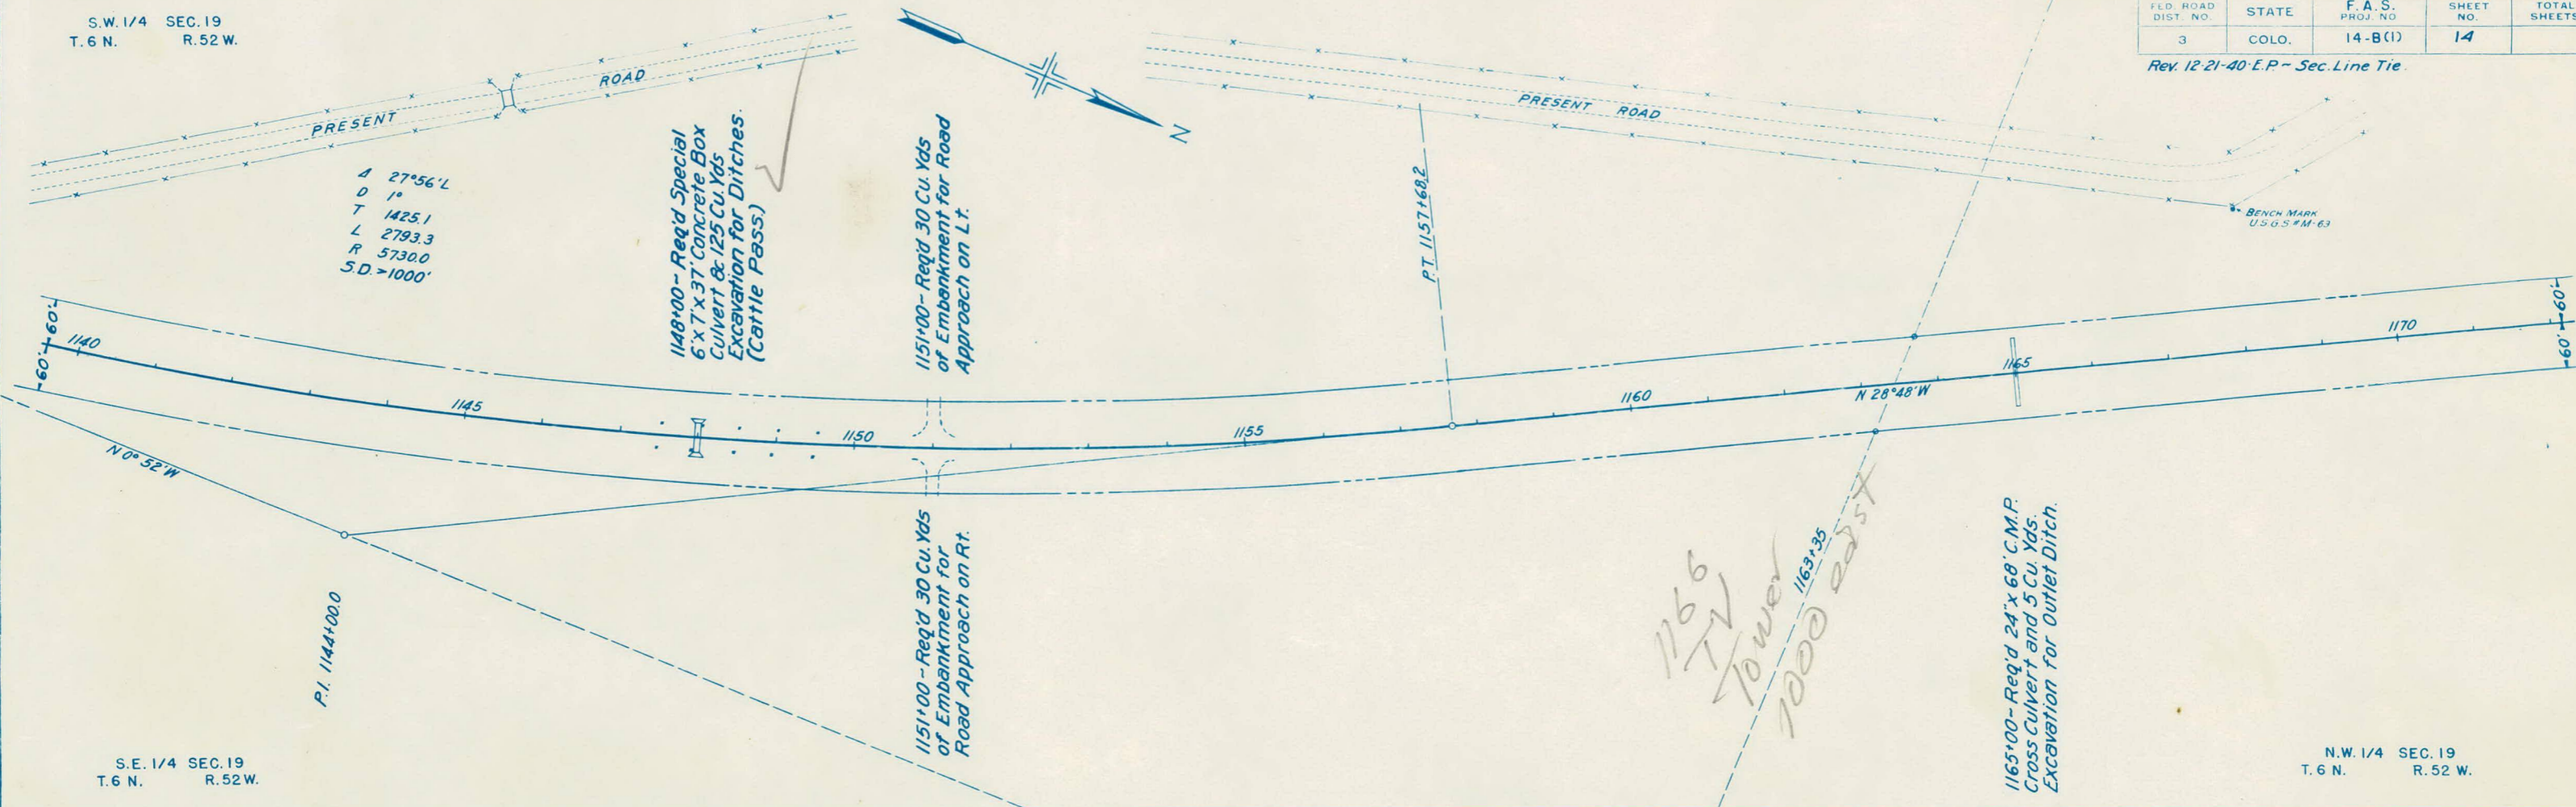 S.W. 1/4 SEC. 19
T. 6 N. R. 52 W.
FED. ROAD DIST. NO.
STATE
F. A. S. PROJ. NO
SHEET NO.
TOTAL SHEETS
3
COLO.
14-B(1)
14
Rev. 12-21-40-E.P. ~ Sec. Line Tie.
PRESENT ROAD
PRESENT ROAD
N
Δ 27°56'L
D 1°
T 1425.1
L 2793.3
R 5730.0
S.D. >1000'
1148+00 - Req'd Special
6'x7'x37' Concrete Box
Culvert & 125 Cu. Yds
Excavation for Ditches.
(Cattle Pass)
1151+00 - Req'd 30 Cu. Yds
of Embankment for Road
Approach on Lt.
P.T. 1157+68.2
BENCH MARK
U.S.G.S # M-63
60' 60'
1140
1145
1150
1155
1160
N 28°48'W
1165
1170
60' 60'
N 0° 52' W
P.I. 1144+00.0
1151+00 - Req'd 30 Cu. Yds
of Embankment for
Road Approach on Rt.
1166
TV
Tower
1000 east
1163+35
1165+00 - Req'd 24"x 68' C.M.P.
Cross Culvert and 5 Cu. Yds.
Excavation for Outlet Ditch.
S.E. 1/4 SEC. 19
T. 6 N. R. 52 W.
N.W. 1/4 SEC. 19
T. 6 N. R. 52 W.